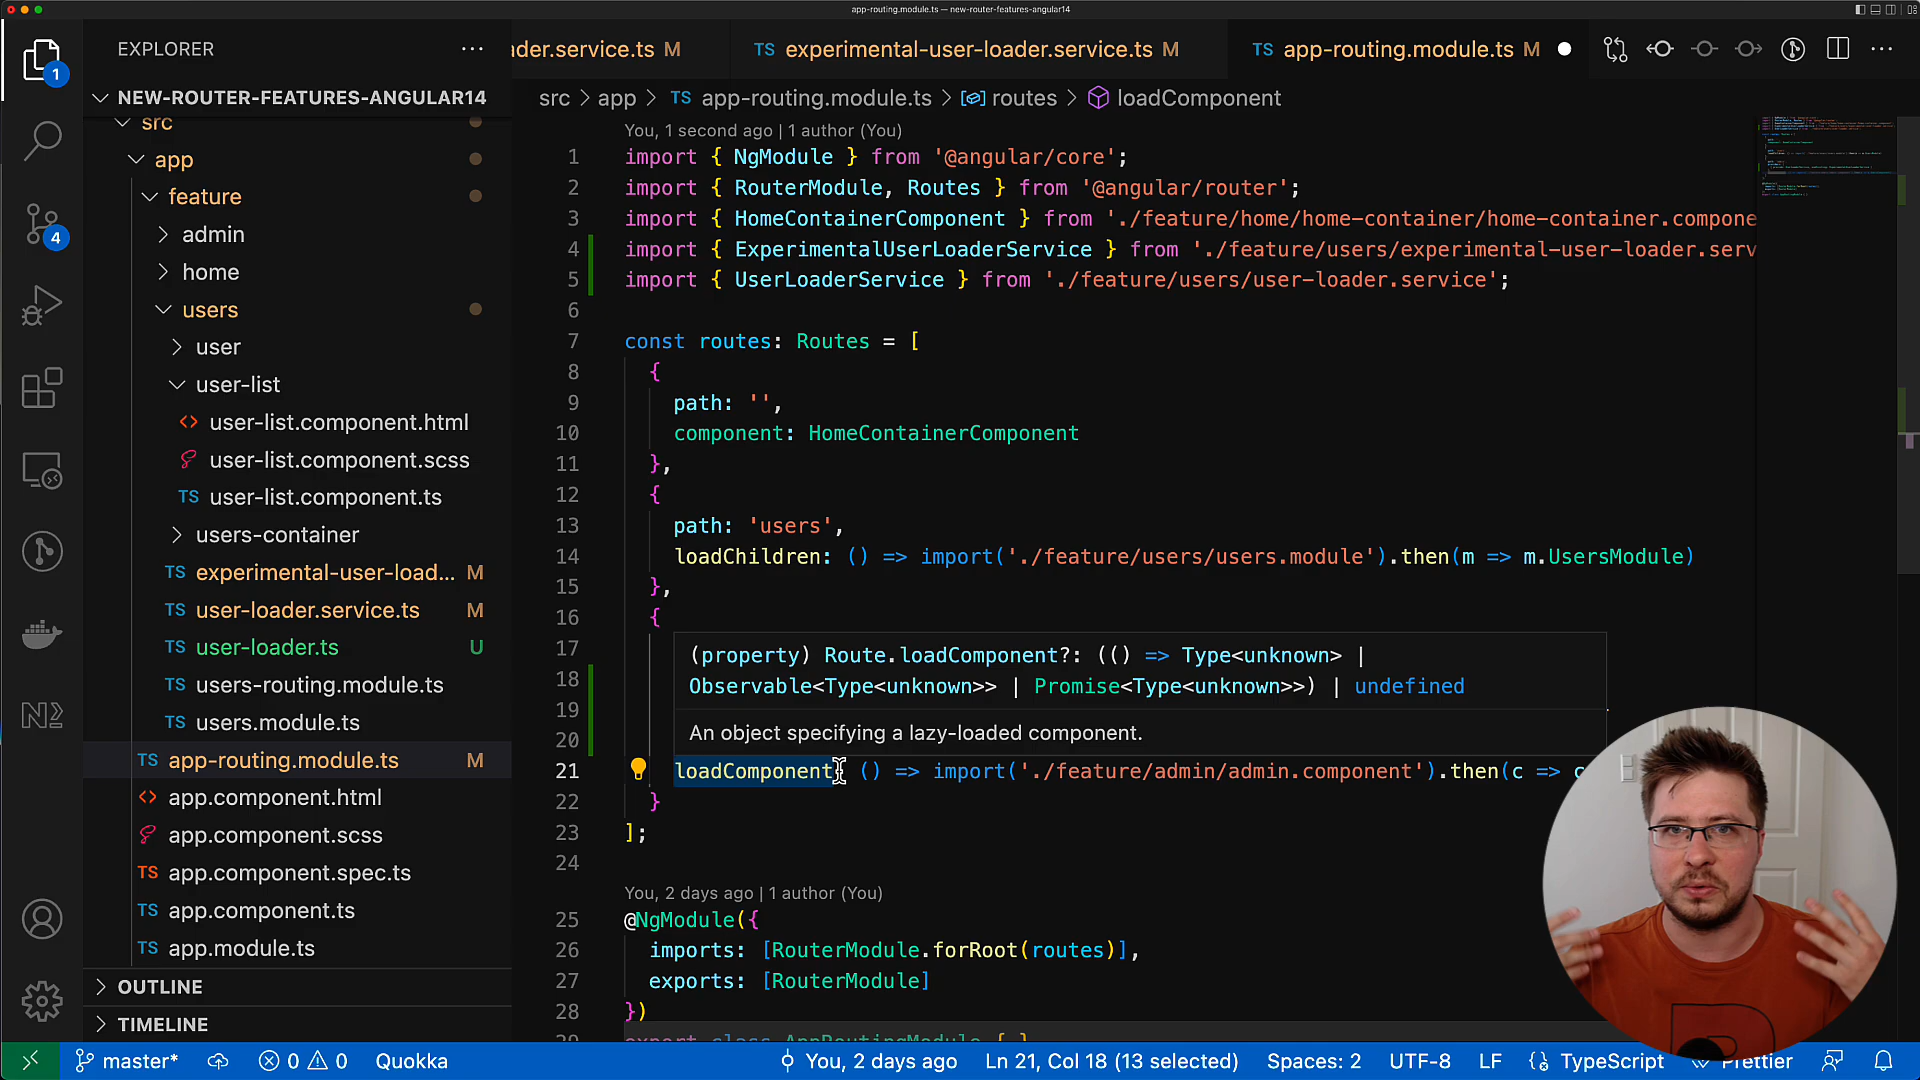 app-routing.module.ts — new-router-features-angular14
EXPLORER
der.service.ts M
TS experimental-user-loader.service.ts M
TS app-routing.module.ts M
1
NEW-ROUTER-FEATURES-ANGULAR14
src > app > TS app-routing.module.ts > routes > loadComponent
src
app
feature
admin
home
users
user
user-list
user-list.component.html
user-list.component.scss
TS user-list.component.ts
users-container
TS experimental-user-load... M
TS user-loader.service.ts M
TS user-loader.ts U
TS users-routing.module.ts
TS users.module.ts
TS app-routing.module.ts M
app.component.html
app.component.scss
TS app.component.spec.ts
TS app.component.ts
TS app.module.ts
OUTLINE
TIMELINE
4
You, 1 second ago | 1 author (You)
1 import { NgModule } from '@angular/core';
2 import { RouterModule, Routes } from '@angular/router';
3 import { HomeContainerComponent } from './feature/home/home-container/home-container.compone
4 import { ExperimentalUserLoaderService } from './feature/users/experimental-user-loader.serv
5 import { UserLoaderService } from './feature/users/user-loader.service';
6
7 const routes: Routes = [
8 {
9 path: '',
10 component: HomeContainerComponent
11 },
12 {
13 path: 'users',
14 loadChildren: () => import('./feature/users/users.module').then(m => m.UsersModule)
15 },
16 {
17
(property) Route.loadComponent?: (() => Type<unknown> |
18
Observable<Type<unknown>> | Promise<Type<unknown>>) | undefined
19
An object specifying a lazy-loaded component.
20
21 loadComponent: () => import('./feature/admin/admin.component').then(c => c
22 }
23 ];
24
You, 2 days ago | 1 author (You)
25 @NgModule({
26 imports: [RouterModule.forRoot(routes)],
27 exports: [RouterModule]
28 })
29 export class AppRoutingModule { }
master* 0 0 Quokka You, 2 days ago Ln 21, Col 18 (13 selected) Spaces: 2 UTF-8 LF {} TypeScript Prettier